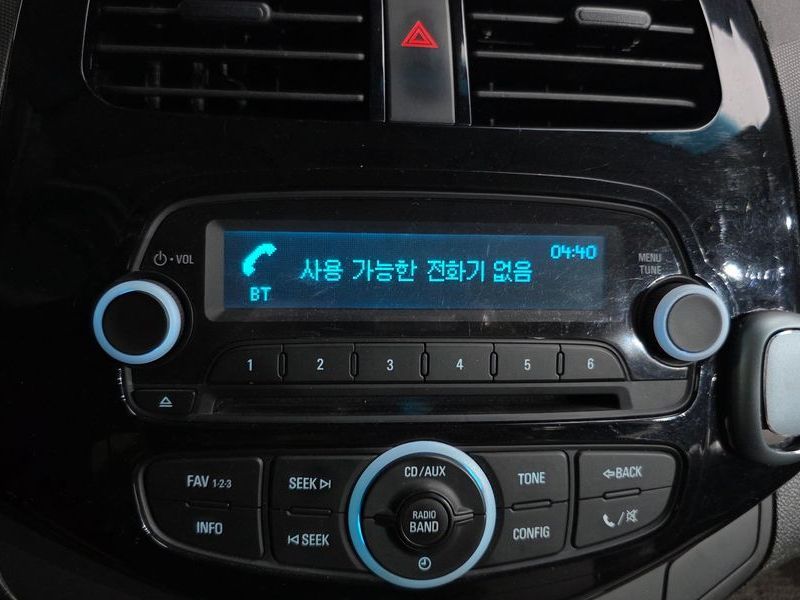 04:40
사용 가능한 전화기 없음
BT
VOL
MENU
TUNE
1 2 3 4 5 6
FAV 1-2-3
SEEK
CD/AUX
TONE
BACK
INFO
SEEK
RADIO
BAND
CONFIG